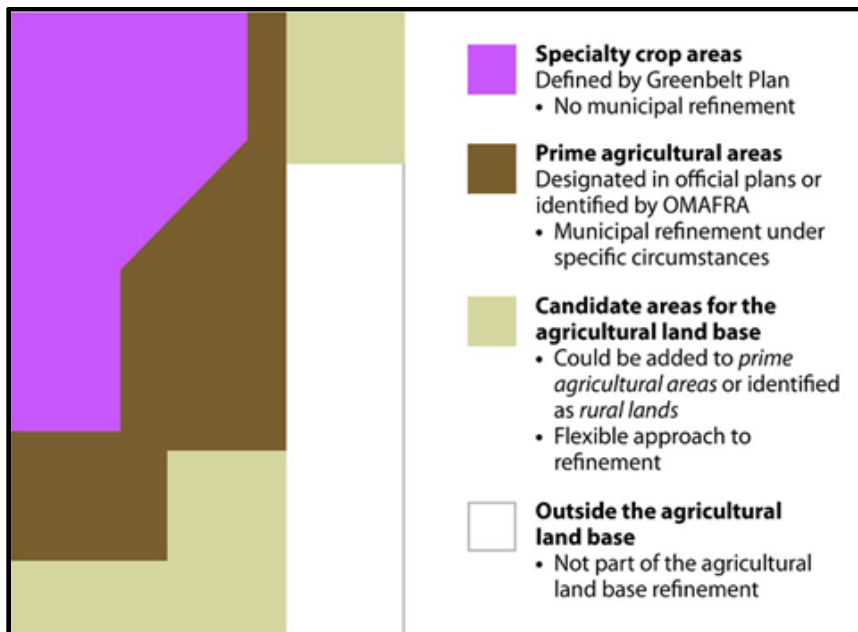 Specialty crop areas
Defined by Greenbelt Plan
• No municipal refinement
Prime agricultural areas
Designated in official plans or
identified by OMAFRA
• Municipal refinement under
specific circumstances
Candidate areas for the
agricultural land base
• Could be added to prime
agricultural areas or identified
as rural lands
• Flexible approach to
refinement
Outside the agricultural
land base
• Not part of the agricultural
land base refinement